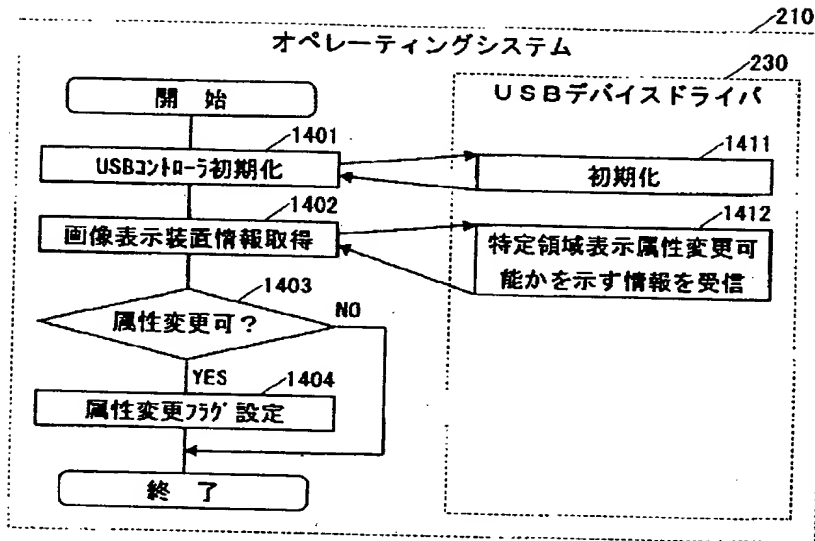 210
オペレーティングシステム
230
USBデバイスドライバ
開 始
1401
USBコントローラ初期化
1411
初期化
1402
画像表示装置情報取得
1412
特定領域表示属性変更可
能かを示す情報を受信
1403
属性変更可？
NO
YES
1404
属性変更フラグ設定
終 了